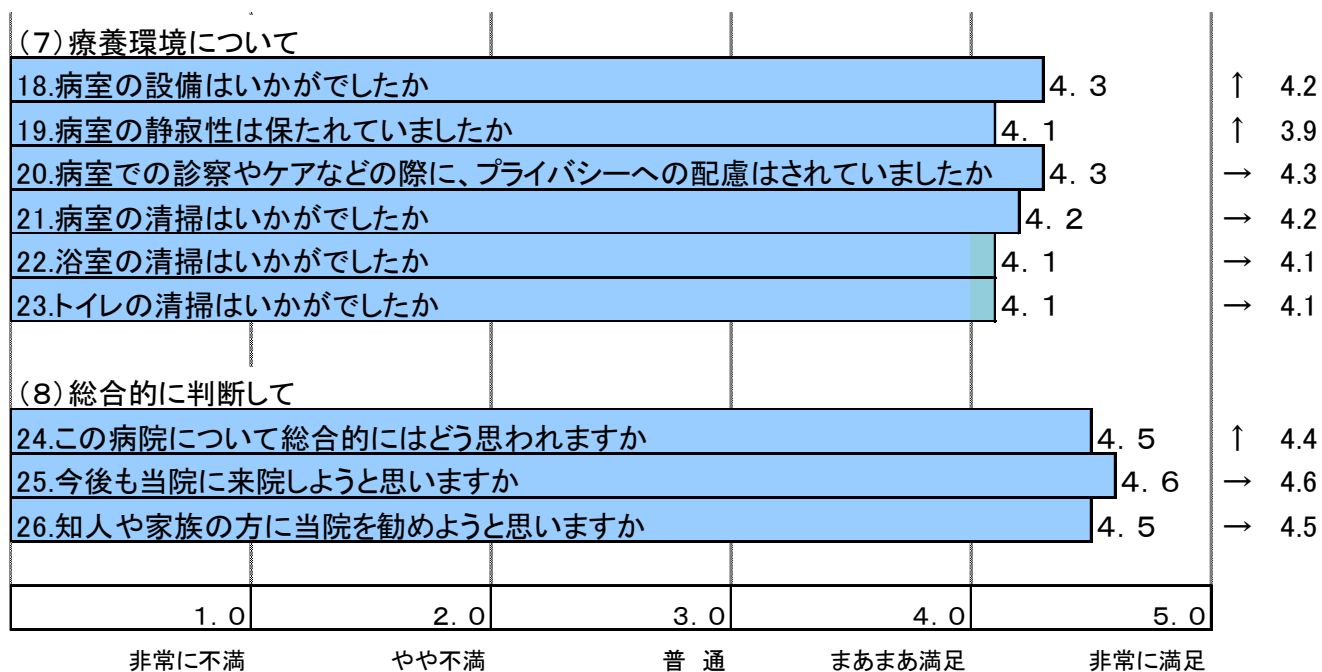 （７）療養環境について
18.病室の設備はいかがでしたか ４．３ ↑ 4.2
19.病室の静寂性は保たれていましたか ４．１ ↑ 3.9
20.病室での診察やケアなどの際に、プライバシーへの配慮はされていましたか ４．３ → 4.3
21.病室の清掃はいかがでしたか ４．２ → 4.2
22.浴室の清掃はいかがでしたか ４．１ → 4.1
23.トイレの清掃はいかがでしたか ４．１ → 4.1
（８）総合的に判断して
24.この病院について総合的にはどう思われますか ４．５ ↑ 4.4
25.今後も当院に来院しようと思いますか ４．６ → 4.6
26.知人や家族の方に当院を勧めようと思いますか ４．５ → 4.5
１．０ ２．０ ３．０ ４．０ ５．０
非常に不満 やや不満 普 通 まあまあ満足 非常に満足